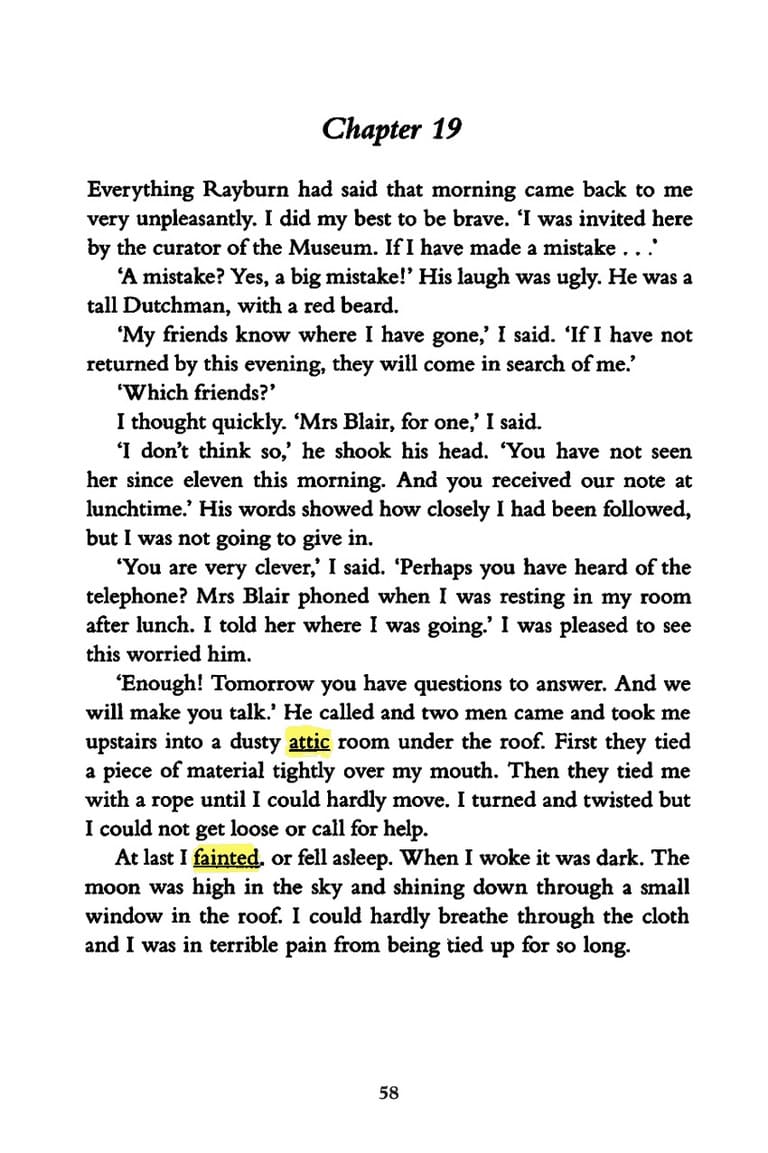 Chapter 19
Everything Rayburn had said that morning came back to me
very unpleasantly. I did my best to be brave. ‘I was invited here
by the curator of the Museum. If I have made a mistake . . .’
‘A mistake? Yes, a big mistake!’ His laugh was ugly. He was a
tall Dutchman, with a red beard.
‘My friends know where I have gone,’ I said. ‘If I have not
returned by this evening, they will come in search of me.’
‘Which friends?’
I thought quickly. ‘Mrs Blair, for one,’ I said.
‘I don’t think so,’ he shook his head. ‘You have not seen
her since eleven this morning. And you received our note at
lunchtime.’ His words showed how closely I had been followed,
but I was not going to give in.
‘You are very clever,’ I said. ‘Perhaps you have heard of the
telephone? Mrs Blair phoned when I was resting in my room
after lunch. I told her where I was going.’ I was pleased to see
this worried him.
‘Enough! Tomorrow you have questions to answer. And we
will make you talk.’ He called and two men came and took me
upstairs into a dusty attic room under the roof. First they tied
a piece of material tightly over my mouth. Then they tied me
with a rope until I could hardly move. I turned and twisted but
I could not get loose or call for help.
At last I fainted, or fell asleep. When I woke it was dark. The
moon was high in the sky and shining down through a small
window in the roof. I could hardly breathe through the cloth
and I was in terrible pain from being tied up for so long.
58